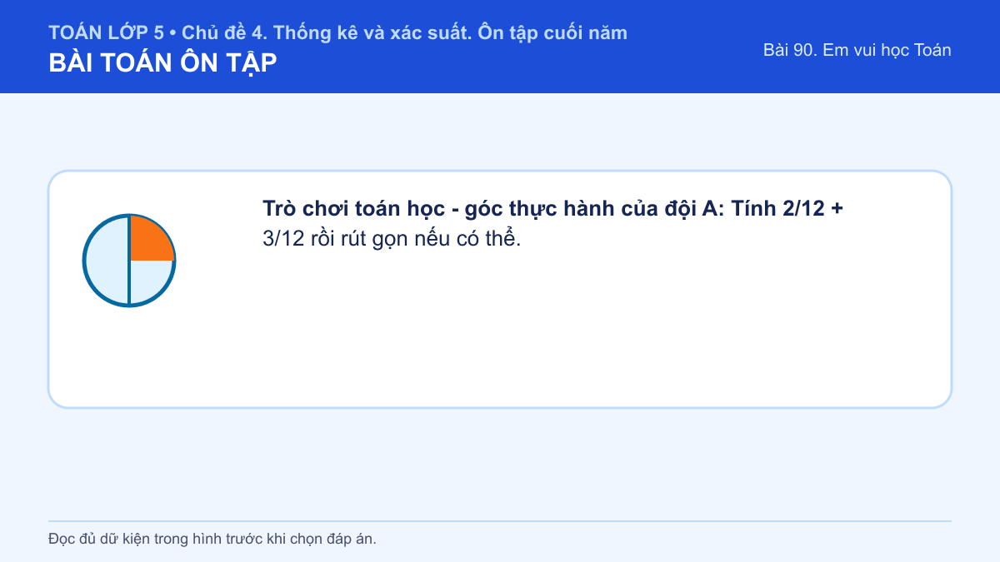 TOÁN LỚP 5 • Chủ đề 4. Thống kê và xác suất. Ôn tập cuối năm
BÀI TOÁN ÔN TẬP
Bài 90. Em vui học Toán
Trò chơi toán học - góc thực hành của đội A: Tính 2/12 +
3/12 rồi rút gọn nếu có thể.
Đọc đủ dữ kiện trong hình trước khi chọn đáp án.